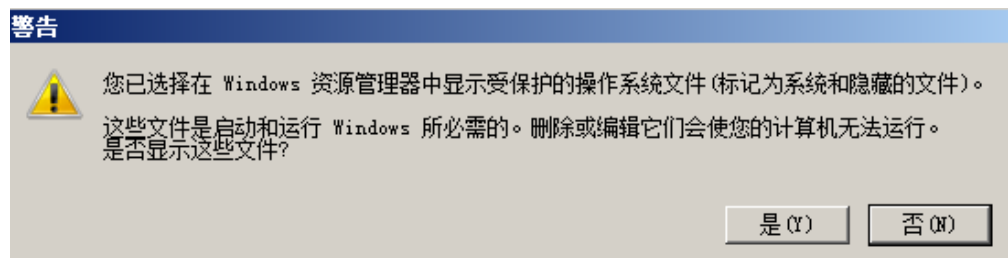 警告
您已选择在 Windows 资源管理器中显示受保护的操作系统文件(标记为系统和隐藏的文件)。
这些文件是启动和运行 Windows 所必需的。删除或编辑它们会使您的计算机无法运行。
是否显示这些文件?
是(Y)
否(N)